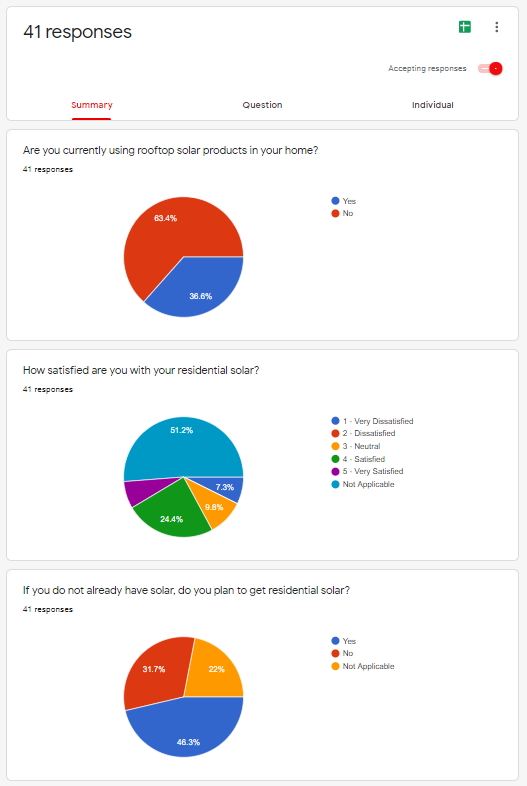 41 responses
Accepting responses
Summary Question Individual
Are you currently using rooftop solar products in your home?
41 responses
63.4%
36.6%
Yes
No
How satisfied are you with your residential solar?
41 responses
51.2%
7.3%
9.8%
24.4%
1 - Very Dissatisfied
2 - Dissatisfied
3 - Neutral
4 - Satisfied
5 - Very Satisfied
Not Applicable
If you do not already have solar, do you plan to get residential solar?
41 responses
31.7%
22%
46.3%
Yes
No
Not Applicable